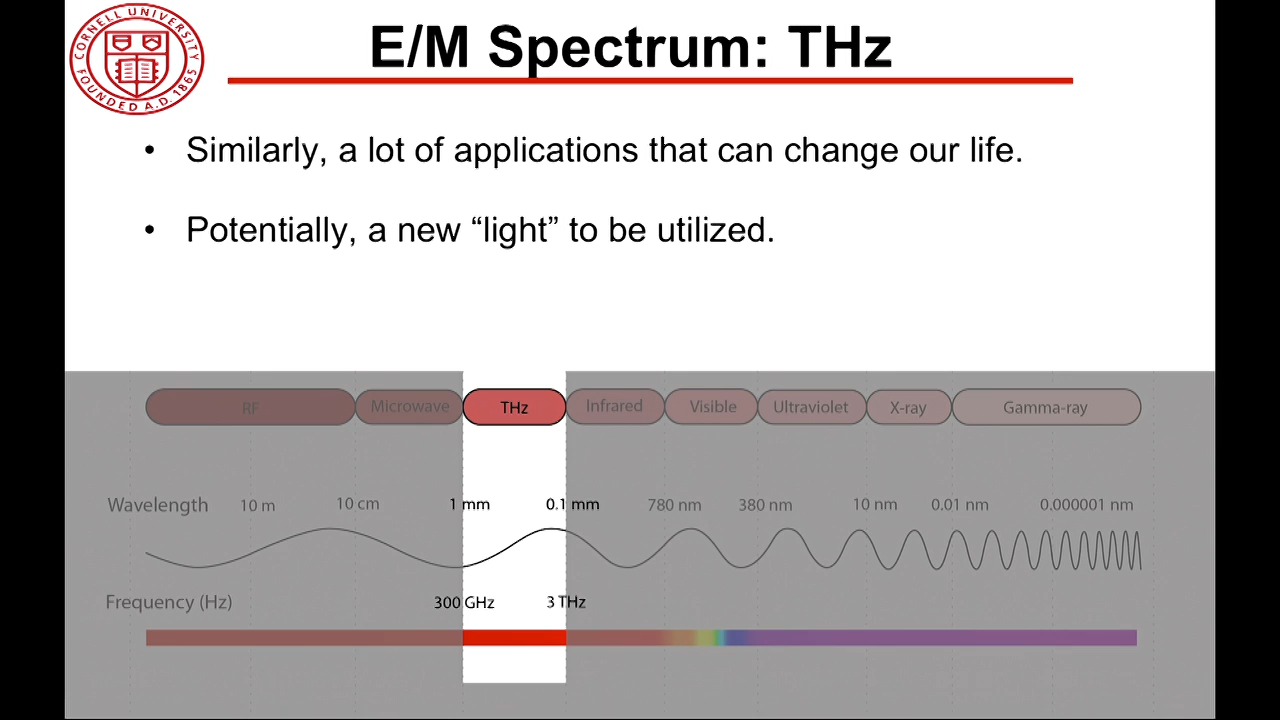 CORNELL UNIVERSITY
FOUNDED A.D. 1865
E/M Spectrum: THz
• Similarly, a lot of applications that can change our life.
• Potentially, a new “light” to be utilized.
RF Microwave THz Infrared Visible Ultraviolet X-ray Gamma-ray
Wavelength 10 m 10 cm 1 mm 0.1 mm 780 nm 380 nm 10 nm 0.01 nm 0.000001 nm
Frequency (Hz) 300 GHz 3 THz